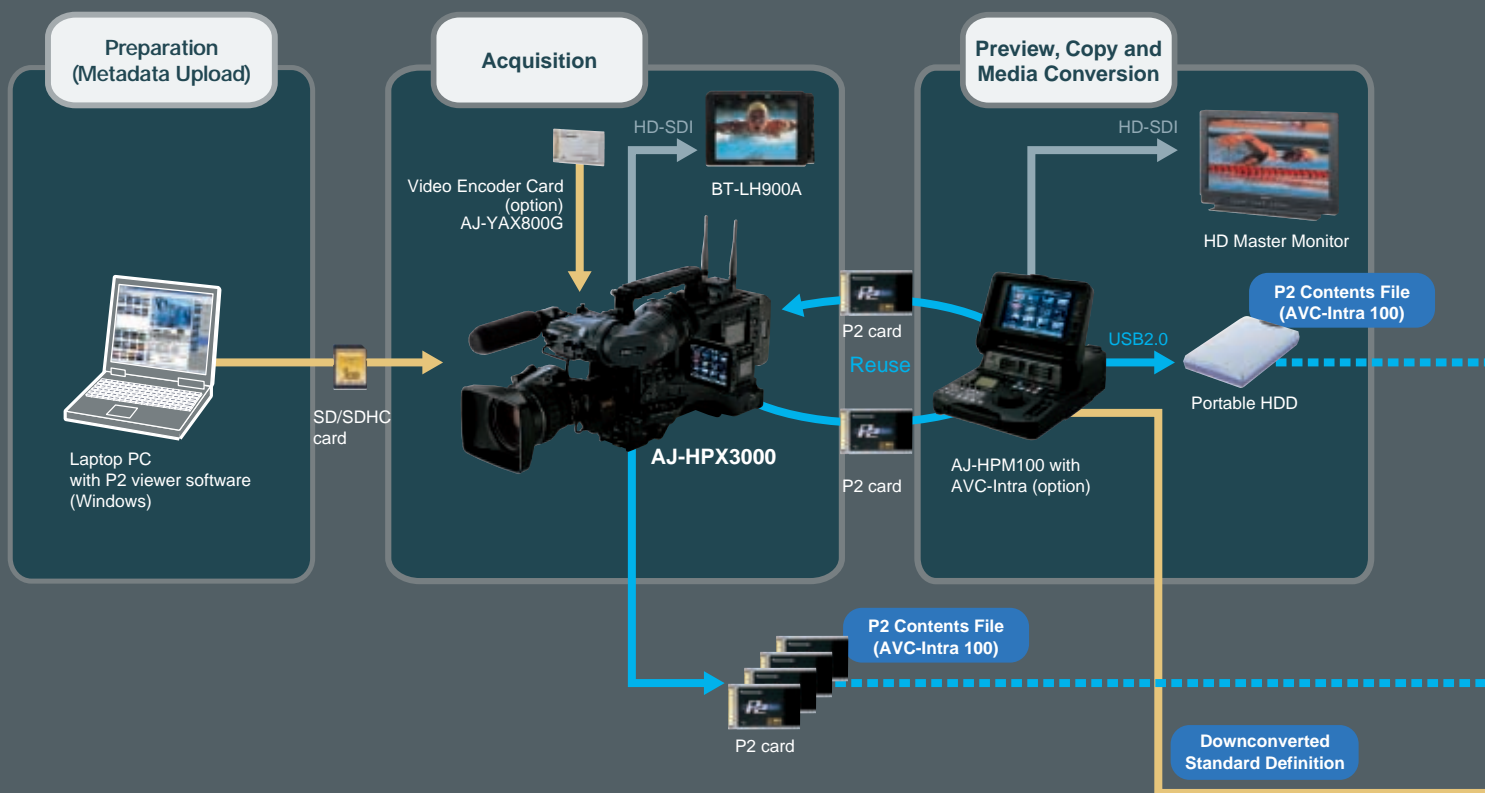 Preparation
(Metadata Upload)
Acquisition
Preview, Copy and
Media Conversion
HD-SDI
HD-SDI
Video Encoder Card
(option)
AJ-YAX800G
BT-LH900A
HD Master Monitor
P2 Contents File
(AVC-Intra 100)
P2
P2 card
Reuse
USB2.0
Portable HDD
SD/SDHC
card
P2
P2 card
AJ-HPX3000
Laptop PC
with P2 viewer software
(Windows)
AJ-HPM100 with
AVC-Intra (option)
P2 Contents File
(AVC-Intra 100)
P2
P2 card
Downconverted
Standard Definition